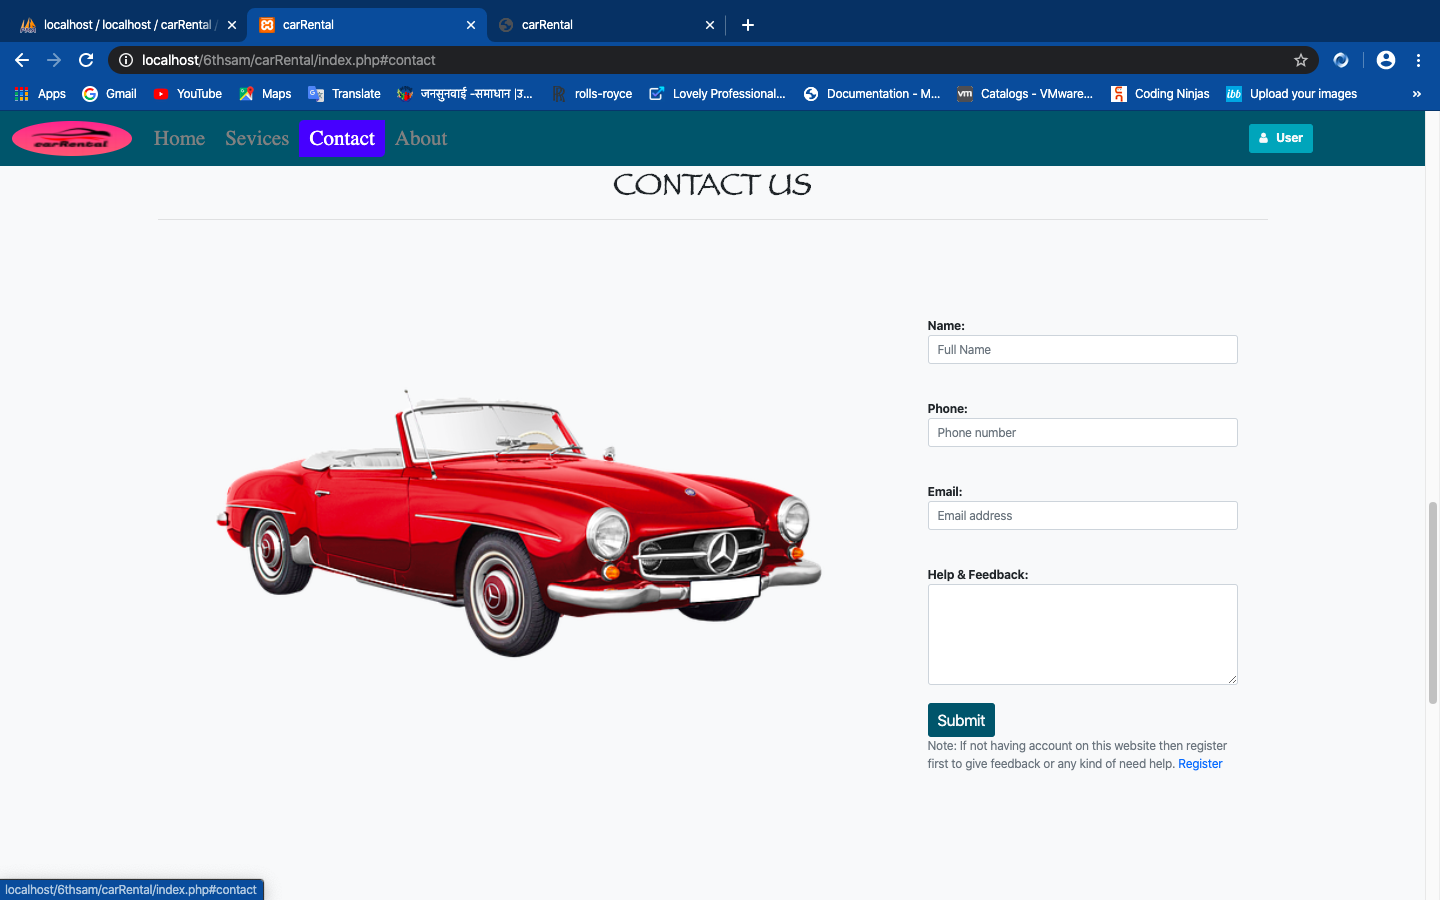 localhost / localhost / carRental /
carRental
carRental
localhost/6thsam/carRental/index.php#contact
Apps Gmail YouTube Maps Translate जनसुनवाई -समाधान |उ... rolls-royce Lovely Professional... Documentation - M... Catalogs - VMware... Coding Ninjas ibb Upload your images »
carRental Home Sevices Contact About User
CONTACT US
Name:
Full Name
Phone:
Phone number
Email:
Email address
Help & Feedback:
Submit
Note: If not having account on this website then register
first to give feedback or any kind of need help. Register
localhost/6thsam/carRental/index.php#contact